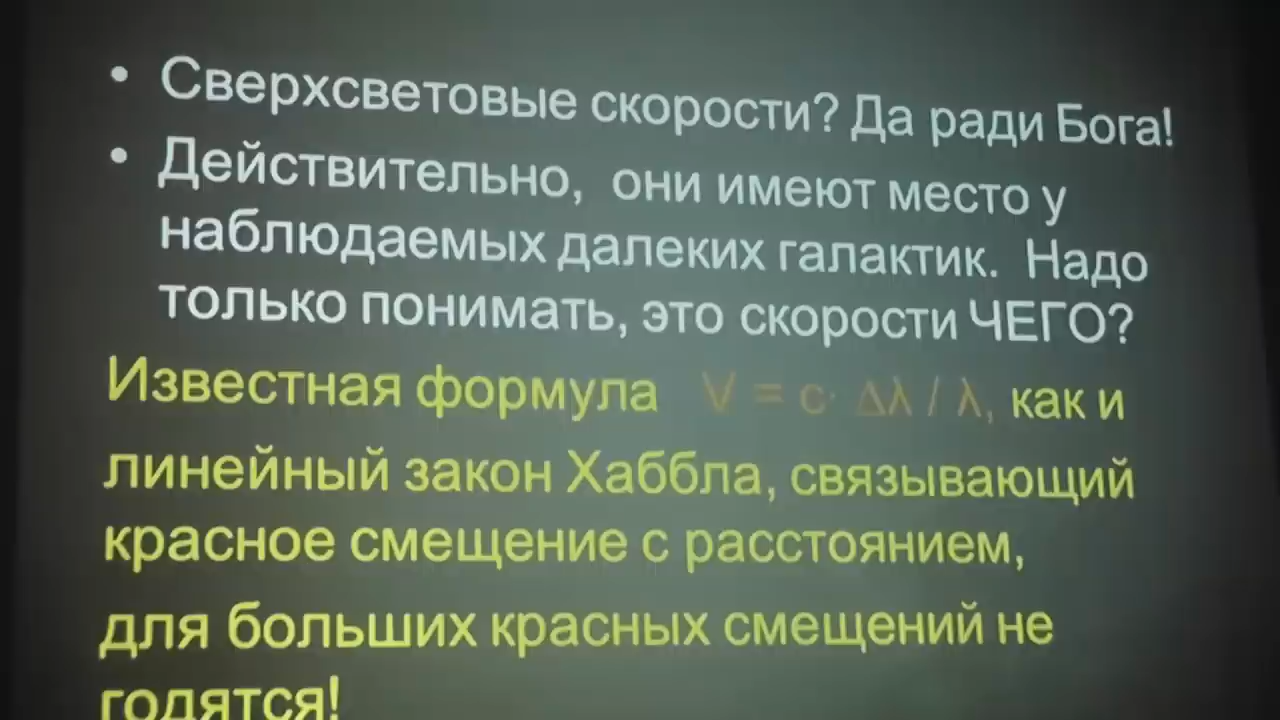 • Сверхсветовые скорости? Да ради Бога!
• Действительно, они имеют место у
наблюдаемых далеких галактик. Надо
только понимать, это скорости ЧЕГО?
Известная формула V = c· Δλ / λ, как и
линейный закон Хаббла, связывающий
красное смещение с расстоянием,
для больших красных смещений не
годятся!